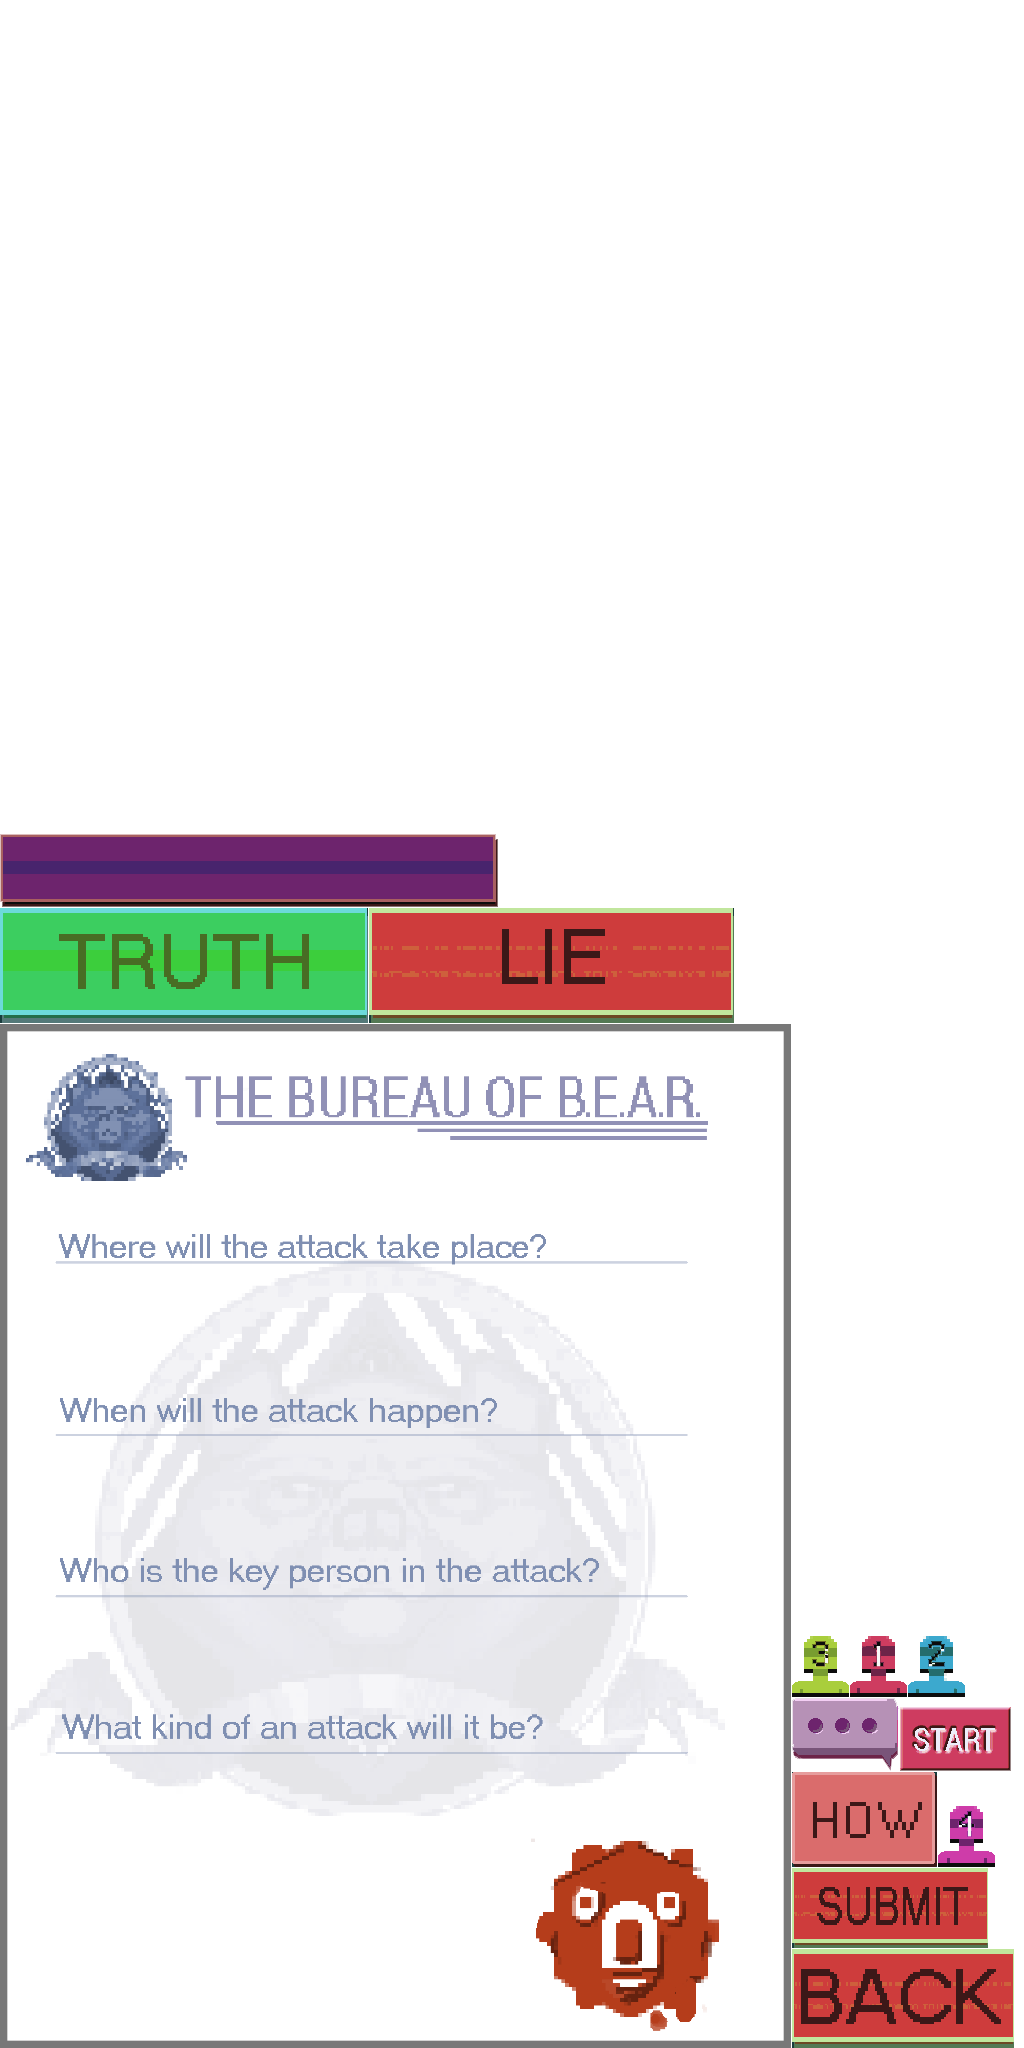 TRUTH
LIE
THE BUREAU OF B.E.A.R.
Where will the attack take place?
When will the attack happen?
Who is the key person in the attack?
What kind of an attack will it be?
3
1
2
START
HOW
4
SUBMIT
BACK